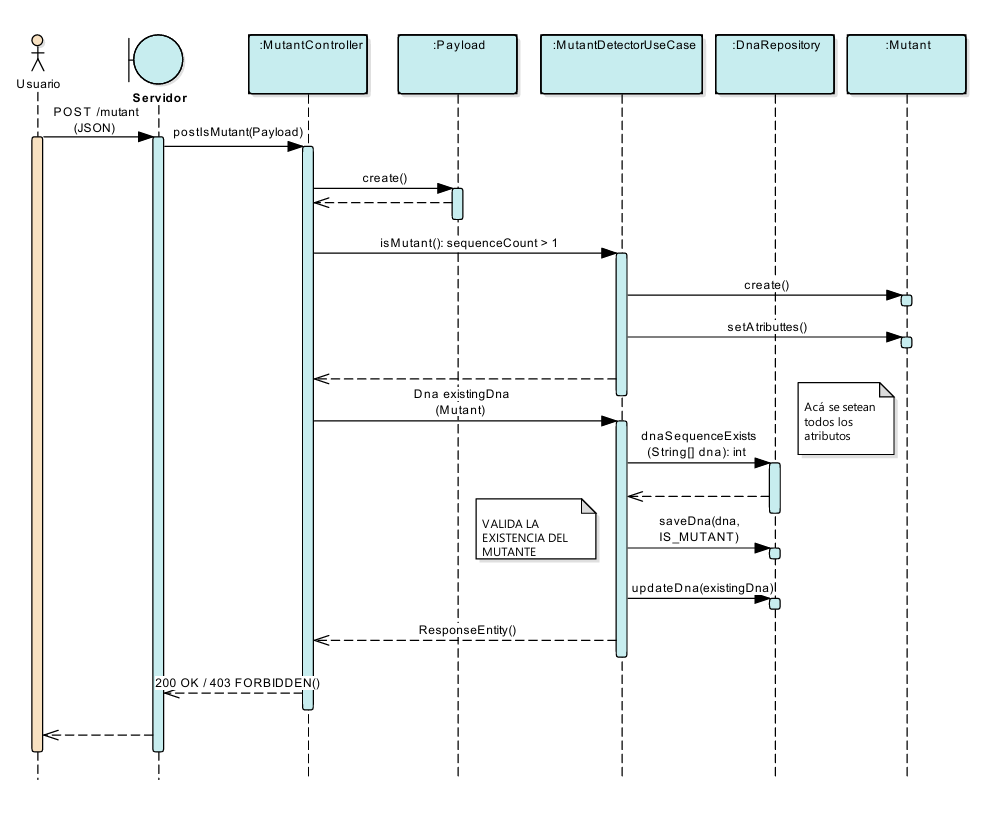 :MutantController
:Payload
:MutantDetectorUseCase
:DnaRepository
:Mutant
Usuario
Servidor
POST /mutant
(JSON)
postIsMutant(Payload)
create()
isMutant(): sequenceCount > 1
create()
setAtributtes()
Dna existingDna
(Mutant)
Acá se setean
todos los
atributos
dnaSequenceExists
(String[] dna): int
VALIDA LA
EXISTENCIA DEL
MUTANTE
saveDna(dna,
IS_MUTANT)
updateDna(existingDna)
ResponseEntity()
200 OK / 403 FORBIDDEN()